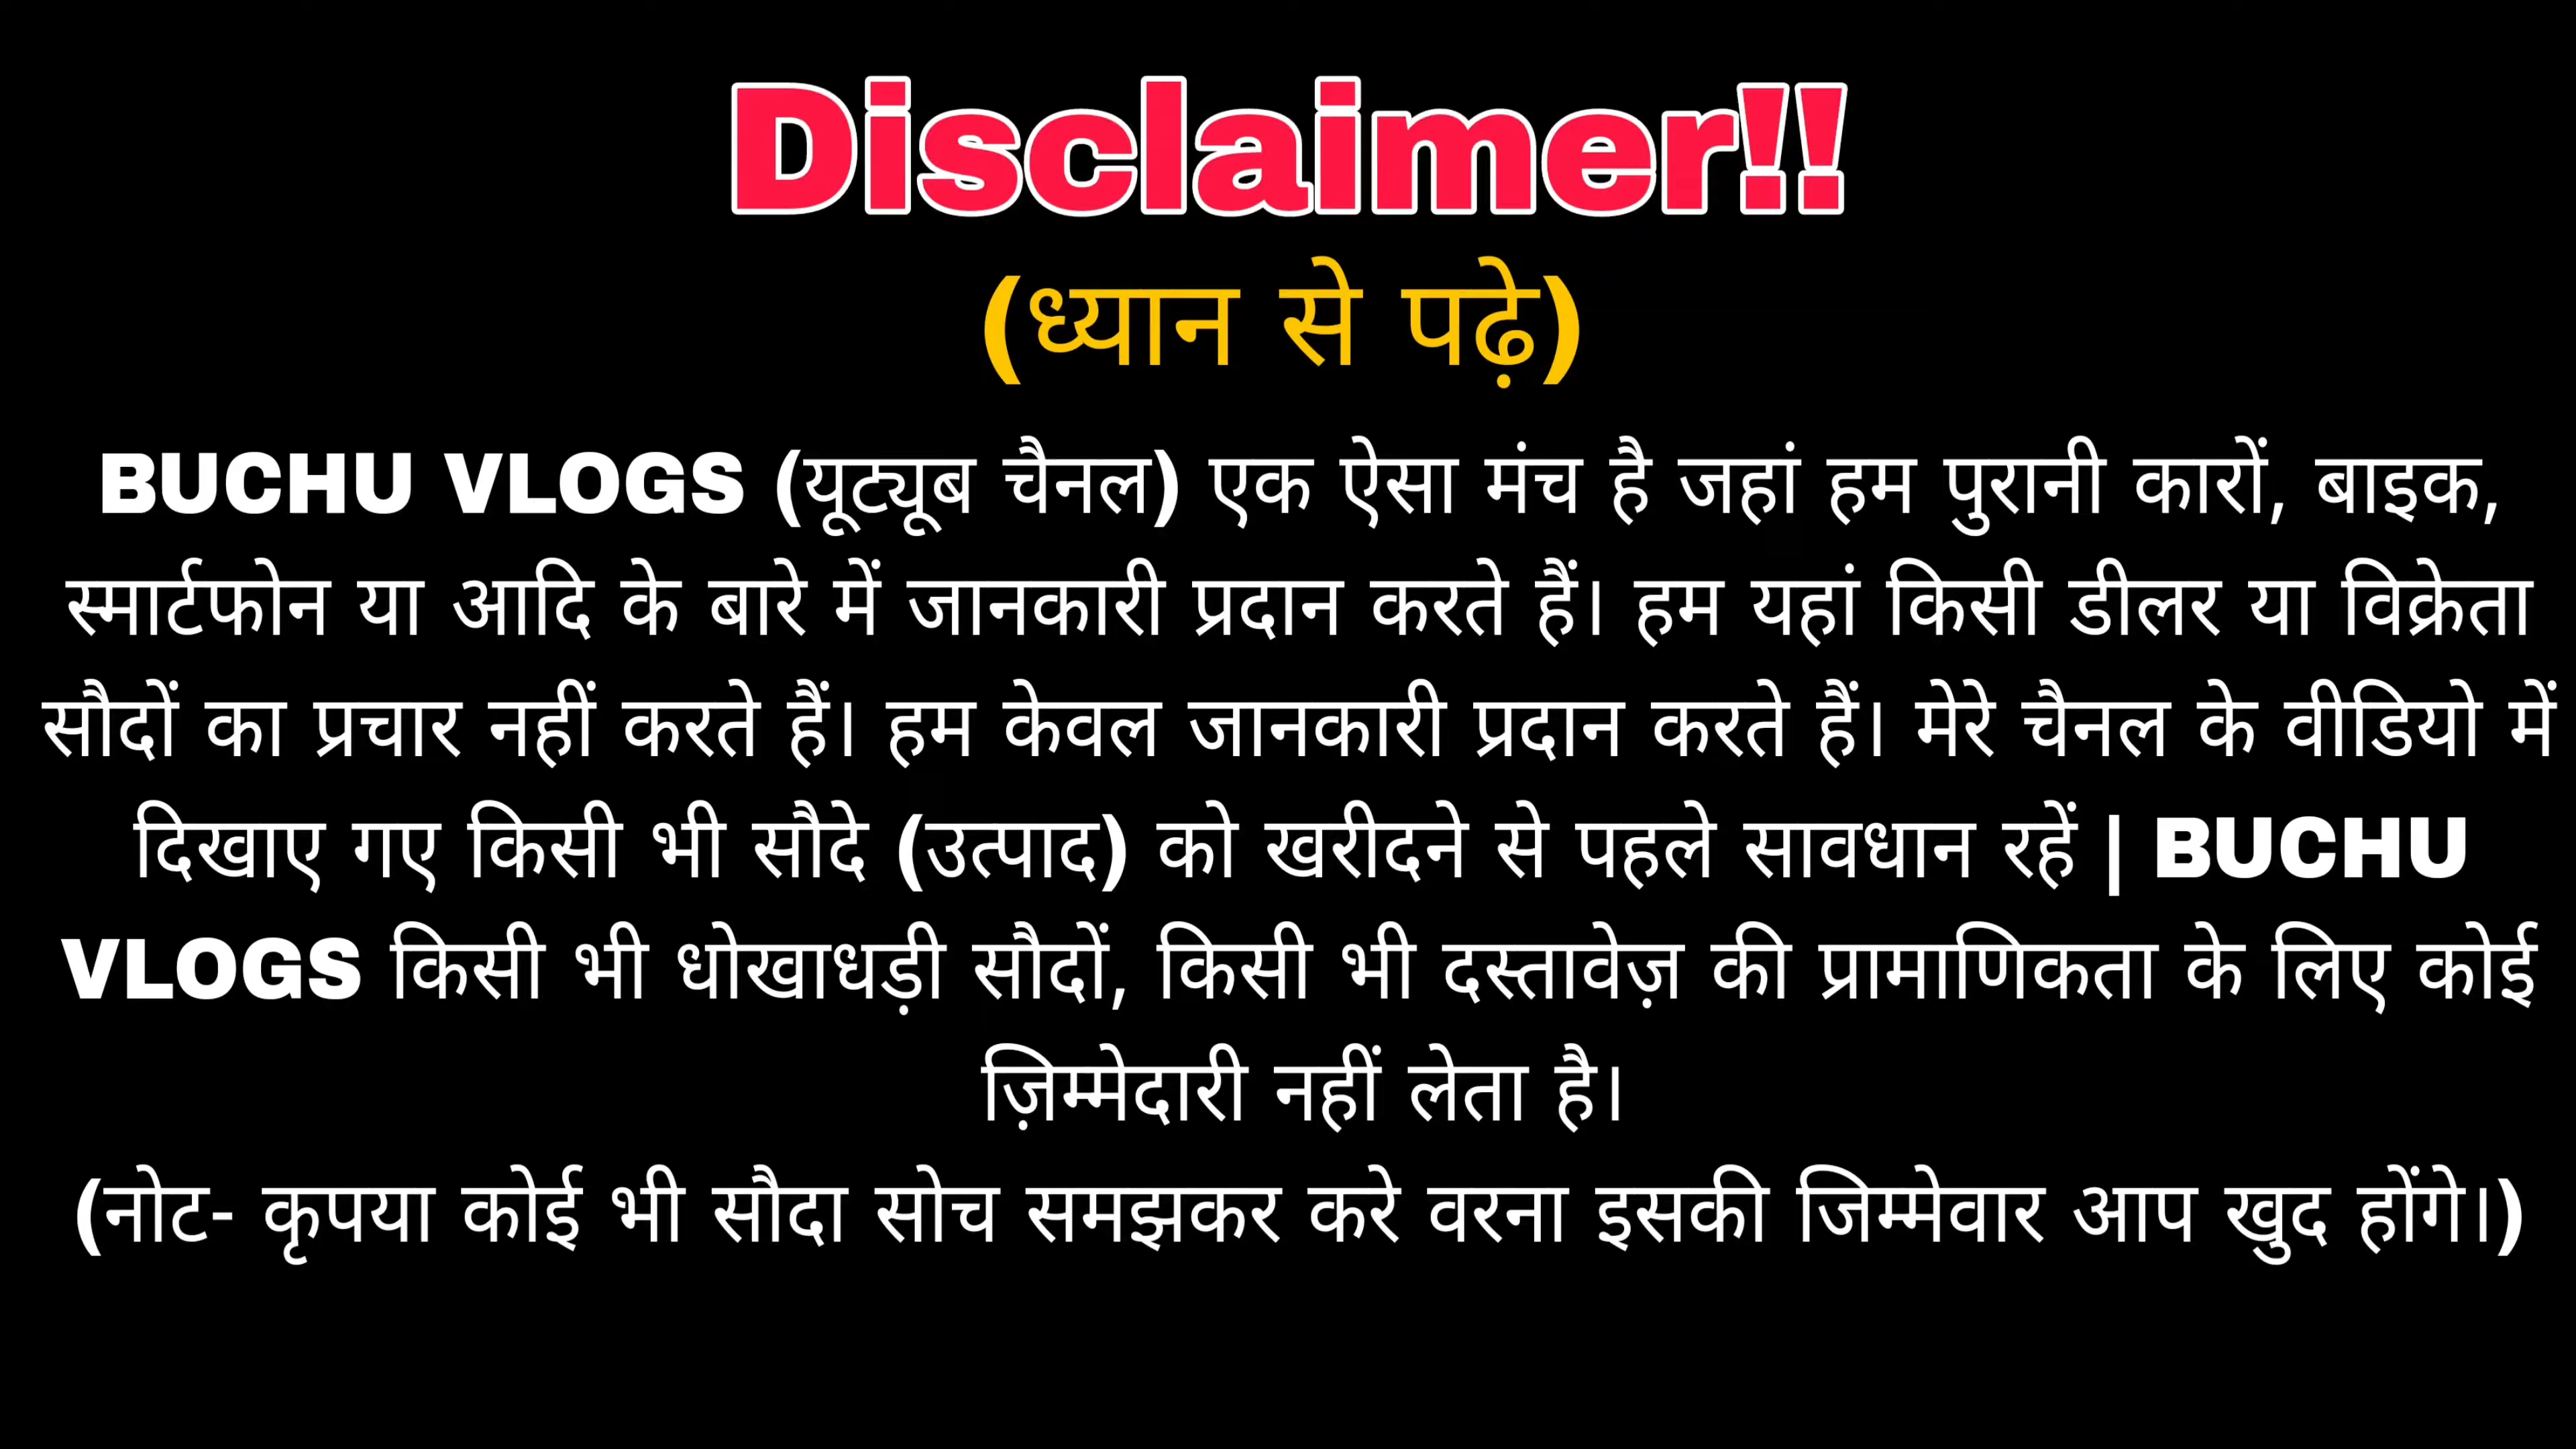 Disclaimer!!
(ध्यान से पढ़े)
BUCHU VLOGS (यूट्यूब चैनल) एक ऐसा मंच है जहां हम पुरानी कारों, बाइक,
स्मार्टफोन या आदि के बारे में जानकारी प्रदान करते हैं। हम यहां किसी डीलर या विक्रेता
सौदों का प्रचार नहीं करते हैं। हम केवल जानकारी प्रदान करते हैं। मेरे चैनल के वीडियो में
दिखाए गए किसी भी सौदे (उत्पाद) को खरीदने से पहले सावधान रहें | BUCHU
VLOGS किसी भी धोखाधड़ी सौदों, किसी भी दस्तावेज़ की प्रामाणिकता के लिए कोई
ज़िम्मेदारी नहीं लेता है।
(नोट- कृपया कोई भी सौदा सोच समझकर करे वरना इसकी जिम्मेवार आप खुद होंगे।)